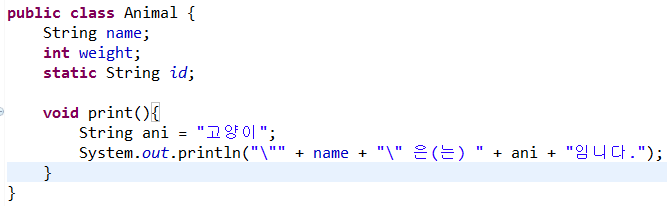 public class Animal {
    String name;
    int weight;
    static String id;

    void print(){
        String ani = "고양이";
        System.out.println("\"" + name + "\" 은(는) " + ani + "입니다.");
    }
}